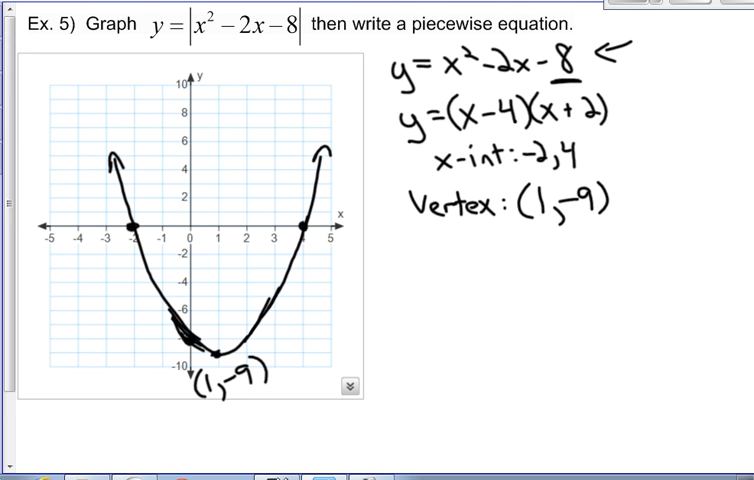 Ex. 5) Graph y = |x² − 2x − 8| then write a piecewise equation.
y = x² - 2x - 8 ←
y = (x - 4)(x + 2)
x-int: -2, 4
Vertex: (1, -9)
y
10
8
6
4
2
x
-5 -4 -3 -2 -1 0 1 2 3 4 5
-2
-4
-6
-10
(1, -9)